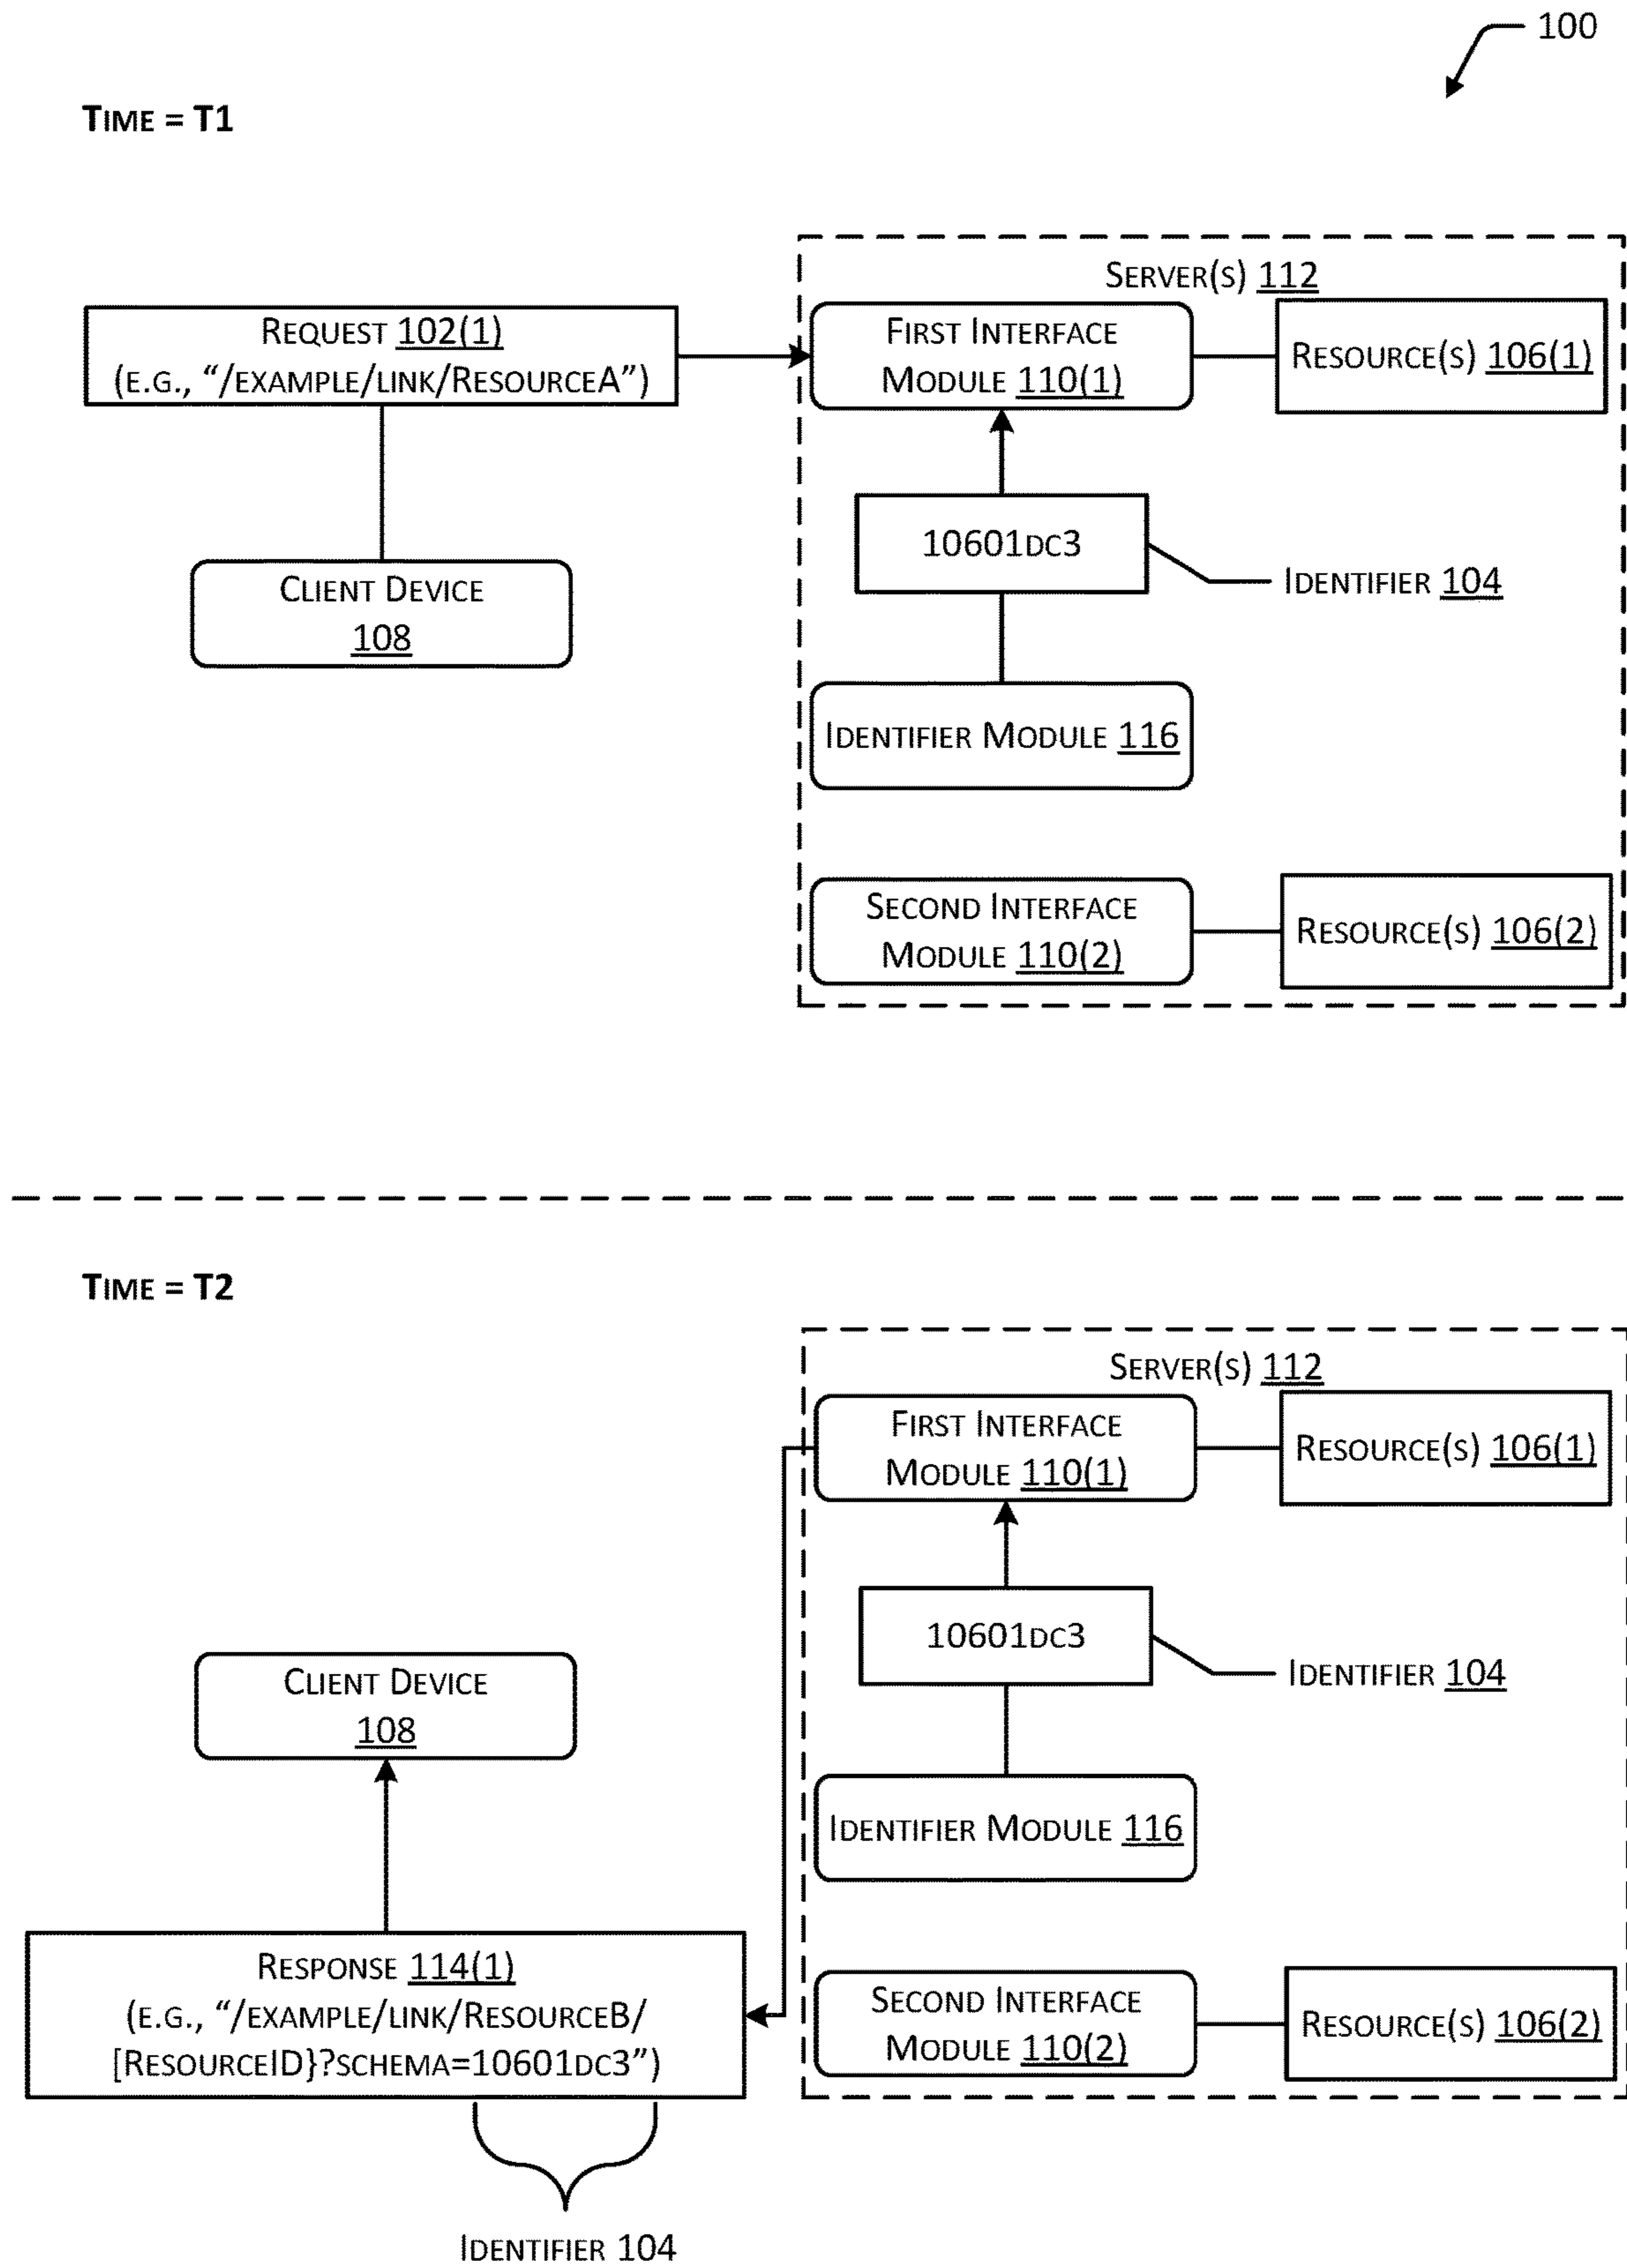 100
TIME = T1
SERVER(S) 112
REQUEST 102(1)
(E.G., “/EXAMPLE/LINK/RESOURCEA”)
FIRST INTERFACE
MODULE 110(1)
RESOURCE(S) 106(1)
10601DC3
IDENTIFIER 104
CLIENT DEVICE
108
IDENTIFIER MODULE 116
SECOND INTERFACE
MODULE 110(2)
RESOURCE(S) 106(2)
TIME = T2
SERVER(S) 112
FIRST INTERFACE
MODULE 110(1)
RESOURCE(S) 106(1)
10601DC3
IDENTIFIER 104
CLIENT DEVICE
108
IDENTIFIER MODULE 116
RESPONSE 114(1)
(E.G., “/EXAMPLE/LINK/RESOURCEB/
[RESOURCEID}?SCHEMA=10601DC3”)
SECOND INTERFACE
MODULE 110(2)
RESOURCE(S) 106(2)
IDENTIFIER 104